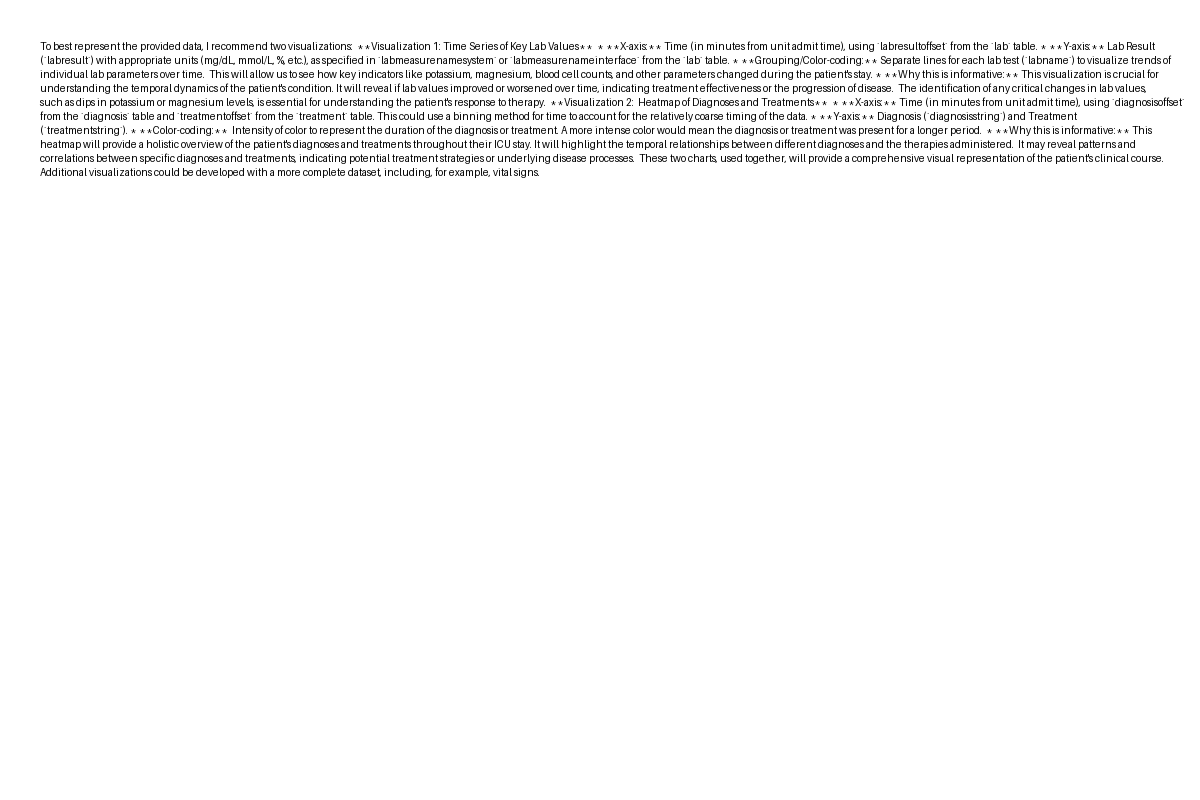 To best represent the provided data, I recommend two visualizations:  **Visualization 1: Time Series of Key Lab Values**  * **X-axis:** Time (in minutes from unit admit time), using `labresultoffset` from the `lab` table. * **Y-axis:** Lab Result
(`labresult`) with appropriate units (mg/dL, mmol/L, %, etc.), as specified in `labmeasurenamesystem` or `labmeasurenameinterface` from the `lab` table. * **Grouping/Color-coding:** Separate lines for each lab test (`labname`) to visualize trends of
individual lab parameters over time.  This will allow us to see how key indicators like potassium, magnesium, blood cell counts, and other parameters changed during the patient's stay. * **Why this is informative:** This visualization is crucial for
understanding the temporal dynamics of the patient's condition. It will reveal if lab values improved or worsened over time, indicating treatment effectiveness or the progression of disease.  The identification of any critical changes in lab values,
such as dips in potassium or magnesium levels, is essential for understanding the patient's response to therapy.  **Visualization 2:  Heatmap of Diagnoses and Treatments**  * **X-axis:** Time (in minutes from unit admit time), using `diagnosisoffset`
from the `diagnosis` table and `treatmentoffset` from the `treatment` table. This could use a binning method for time to account for the relatively coarse timing of the data. * **Y-axis:** Diagnosis (`diagnosisstring`) and Treatment
(`treatmentstring`). * **Color-coding:**  Intensity of color to represent the duration of the diagnosis or treatment. A more intense color would mean the diagnosis or treatment was present for a longer period.  * **Why this is informative:** This
heatmap will provide a holistic overview of the patient's diagnoses and treatments throughout their ICU stay. It will highlight the temporal relationships between different diagnoses and the therapies administered.  It may reveal patterns and
correlations between specific diagnoses and treatments, indicating potential treatment strategies or underlying disease processes.  These two charts, used together, will provide a comprehensive visual representation of the patient's clinical course.
Additional visualizations could be developed with a more complete dataset, including, for example, vital signs.